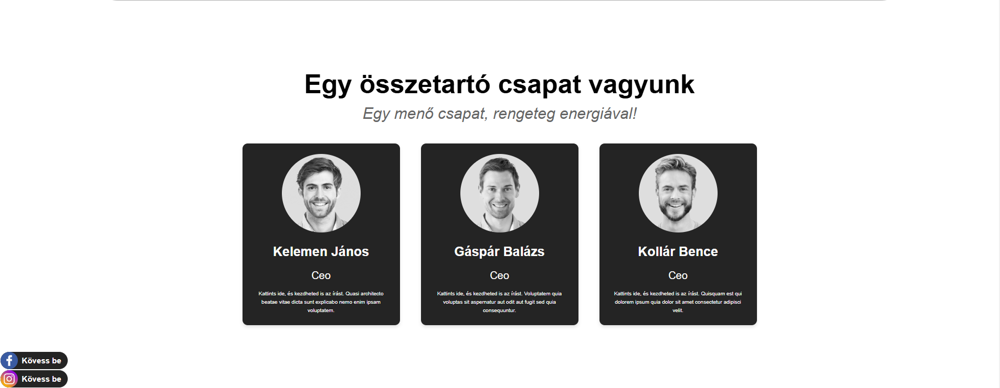 Egy összetartó csapat vagyunk
Egy menő csapat, rengeteg energiával!
Kelemen János
Ceo
Kattints ide, és kezdheted is az írást. Quasi architecto
beatae vitae dicta sunt explicabo nemo enim ipsam
voluptatem.
Gáspár Balázs
Ceo
Kattints ide, és kezdheted is az írást. Voluptatem quia
voluptas sit aspernatur aut odit aut fugit sed quia
consequuntur.
Kollár Bence
Ceo
Kattints ide, és kezdheted is az írást. Quisquam est qui
dolorem ipsum quia dolor sit amet consectetur adipisci
velit.
Kövess be
Kövess be